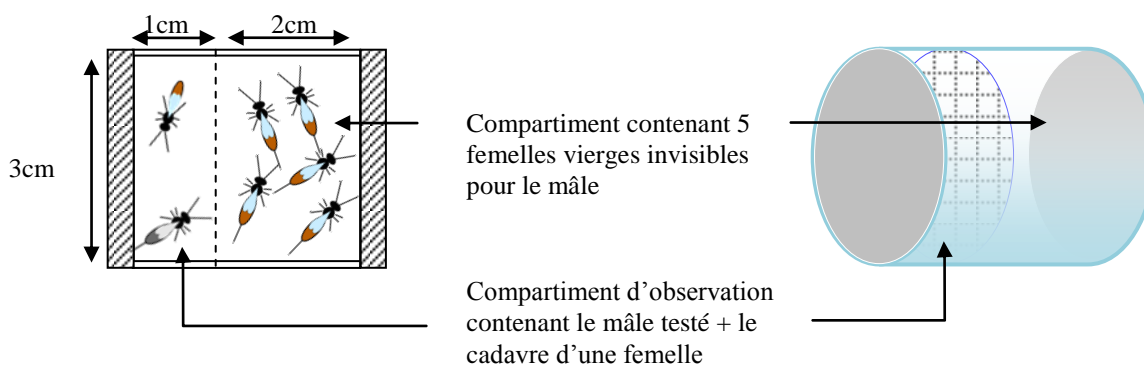 1cm
2cm
3cm
Compartiment contenant 5
femelles vierges invisibles
pour le mâle
Compartiment d’observation
contenant le mâle testé + le
cadavre d’une femelle